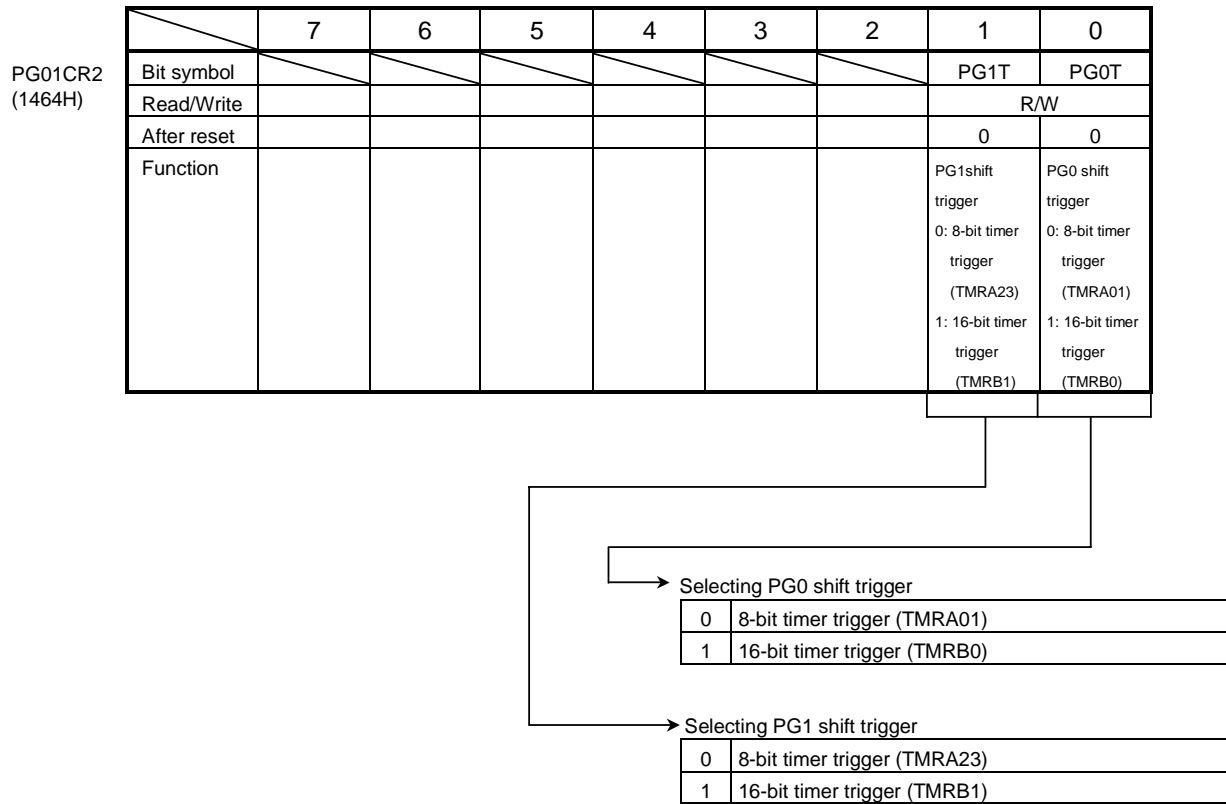 7 6 5 4 3 2 1 0
PG01CR2
(1464H)
Bit symbol PG1T PG0T
Read/Write R/W
After reset 0 0
Function
PG1shift
trigger
0: 8-bit timer
trigger
(TMRA23)
1: 16-bit timer
trigger
(TMRB1)
PG0 shift
trigger
0: 8-bit timer
trigger
(TMRA01)
1: 16-bit timer
trigger
(TMRB0)
Selecting PG0 shift trigger
0 8-bit timer trigger (TMRA01)
1 16-bit timer trigger (TMRB0)
Selecting PG1 shift trigger
0 8-bit timer trigger (TMRA23)
1 16-bit timer trigger (TMRB1)